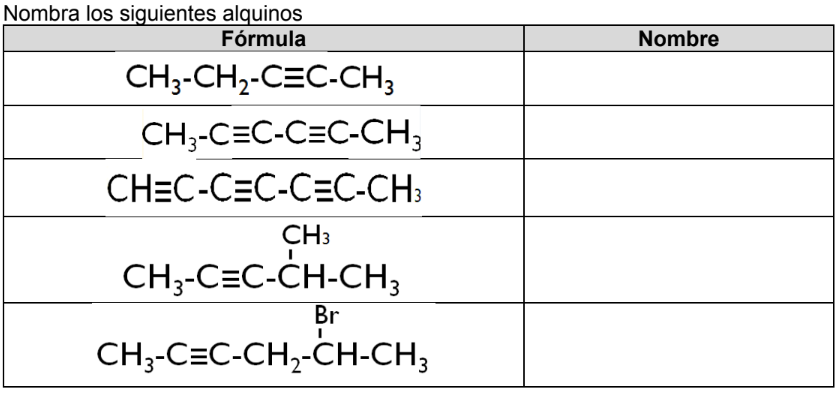 Nombra los siguientes alquinos
Fórmula Nombre
CH₃-CH₂-C≡C-CH₃
CH₃-C≡C-C≡C-CH₃
CH≡C-C≡C-C≡C-CH₃
CH₃
CH₃-C≡C-CH-CH₃
Br
CH₃-C≡C-CH₂-CH-CH₃